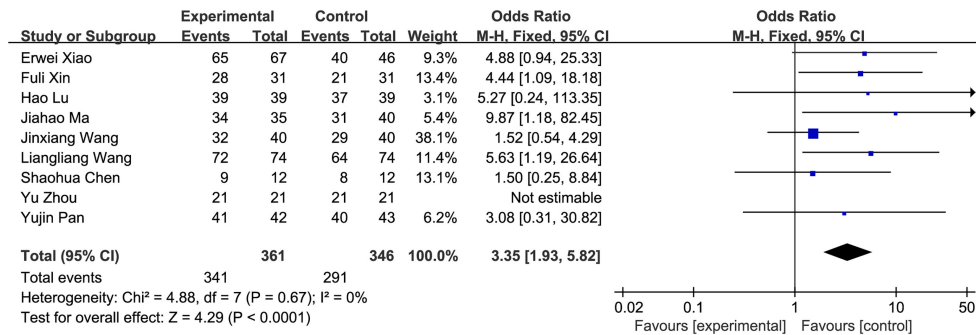 Experimental Control Odds Ratio Odds Ratio
Study or Subgroup Events Total Events Total Weight M-H, Fixed, 95% CI M-H, Fixed, 95% CI
Erwei Xiao 65 67 40 46 9.3% 4.88 [0.94, 25.33]
Fuli Xin 28 31 21 31 13.4% 4.44 [1.09, 18.18]
Hao Lu 39 39 37 39 3.1% 5.27 [0.24, 113.35]
Jiahao Ma 34 35 31 40 5.4% 9.87 [1.18, 82.45]
Jinxiang Wang 32 40 29 40 38.1% 1.52 [0.54, 4.29]
Liangliang Wang 72 74 64 74 11.4% 5.63 [1.19, 26.64]
Shaohua Chen 9 12 8 12 13.1% 1.50 [0.25, 8.84]
Yu Zhou 21 21 21 21 Not estimable
Yujin Pan 41 42 40 43 6.2% 3.08 [0.31, 30.82]
Total (95% CI) 361 346 100.0% 3.35 [1.93, 5.82]
Total events 341 291
Heterogeneity: Chi² = 4.88, df = 7 (P = 0.67); I² = 0%
Test for overall effect: Z = 4.29 (P < 0.0001)
0.02 0.1 1 10 50
Favours [experimental] Favours [control]